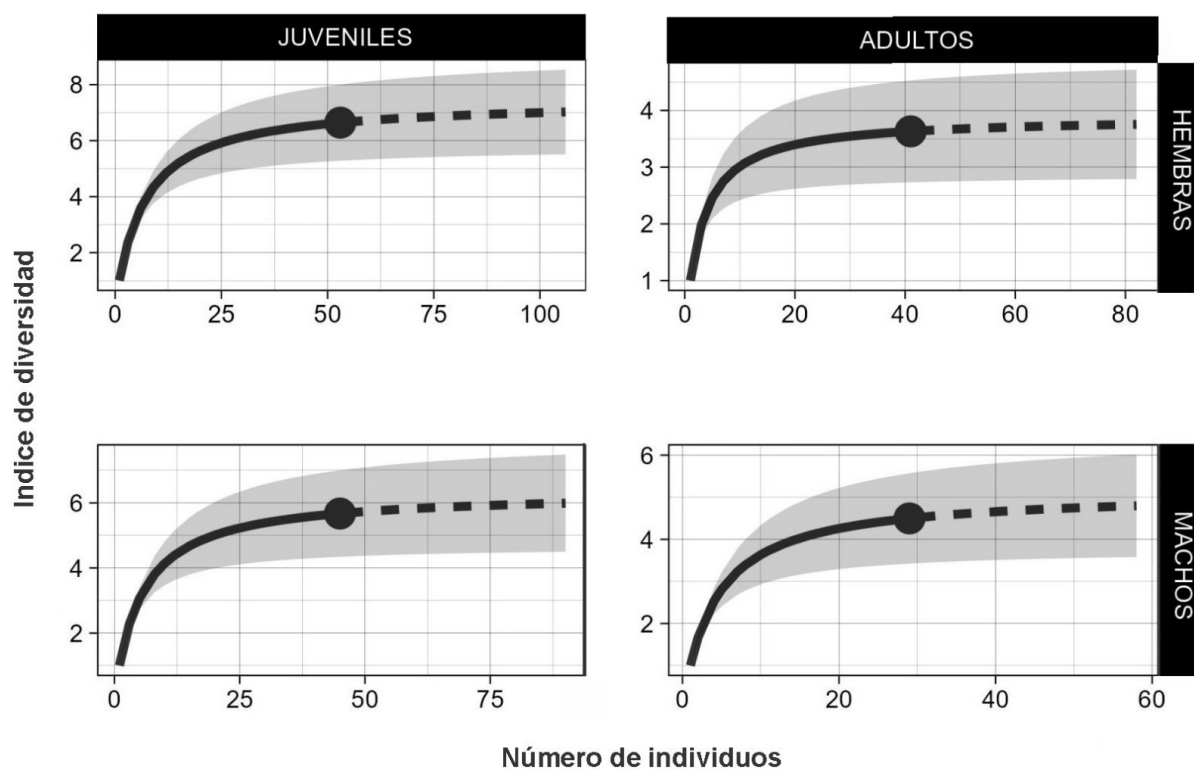 JUVENILES
ADULTOS
8
6
4
2
0 25 50 75 100
4
3
2
1
0 20 40 60 80
HEMBRAS
Indice de diversidad
6
4
2
0 25 50 75
6
4
2
0 20 40 60
MACHOS
Número de individuos